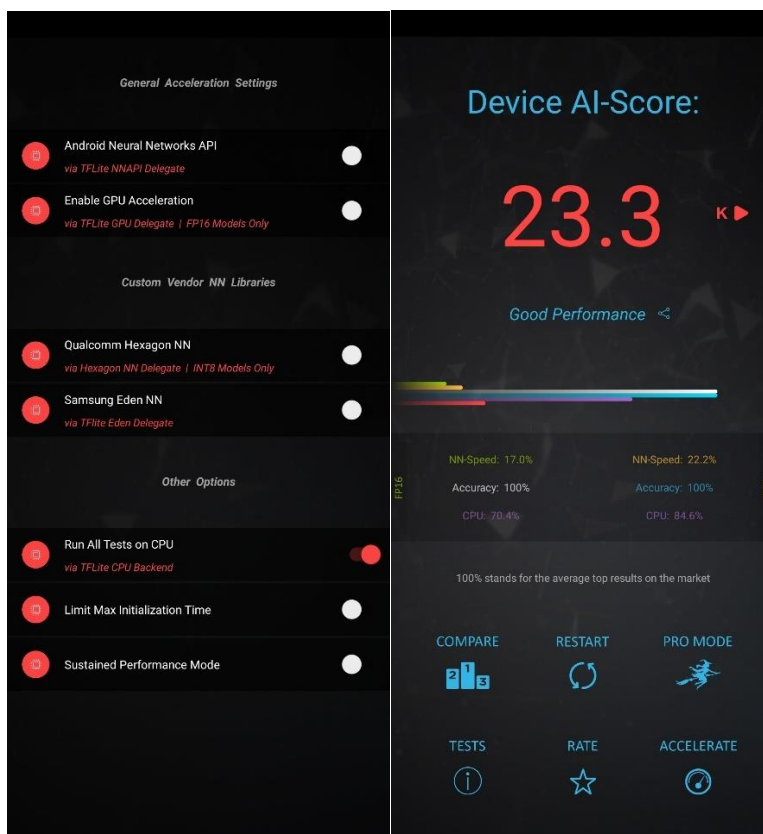 General Acceleration Settings
Android Neural Networks API
via TFLite NNAPI Delegate
Enable GPU Acceleration
via TFLite GPU Delegate | FP16 Models Only
Custom Vendor NN Libraries
Qualcomm Hexagon NN
via Hexagon NN Delegate | INT8 Models Only
Samsung Eden NN
via TFlite Eden Delegate
Other Options
Run All Tests on CPU
via TFLite CPU Backend
Limit Max Initialization Time
Sustained Performance Mode
Device AI-Score:
23.3
K
Good Performance
FP16
NN-Speed: 17.0%
NN-Speed: 22.2%
Accuracy: 100%
Accuracy: 100%
CPU: 70.4%
CPU: 84.6%
100% stands for the average top results on the market
COMPARE
RESTART
PRO MODE
2 1 3
TESTS
RATE
ACCELERATE